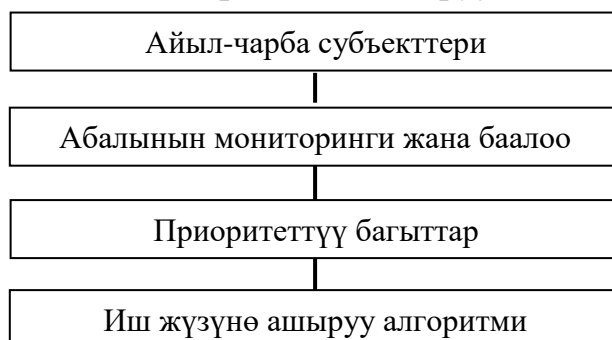 Айыл-чарба субъекттери
Абалынын мониторинги жана баалоо
Приоритеттүү багыттар
Иш жүзүнө ашыруу алгоритми